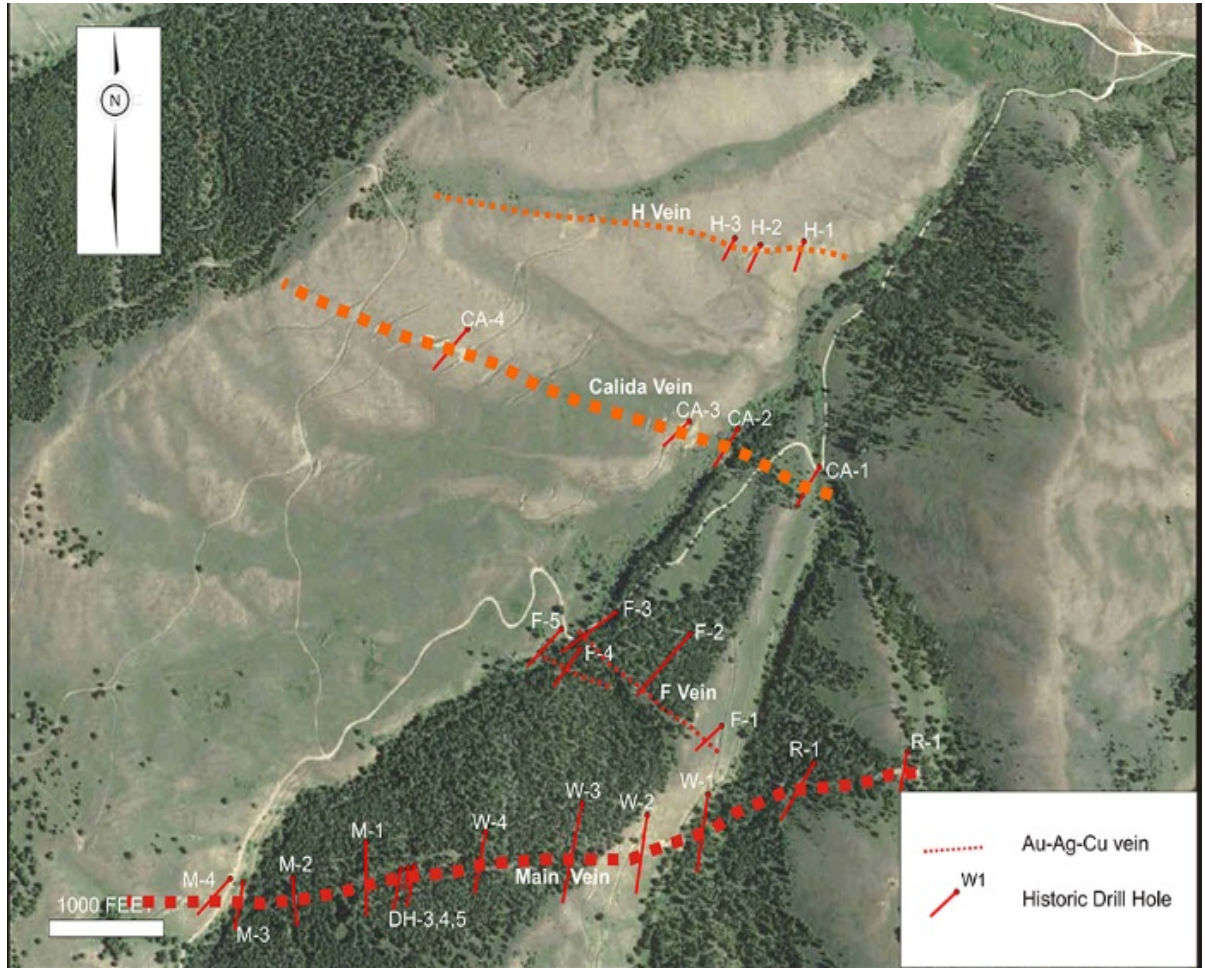 N
H Vein
H-3
H-2
H-1
CA-4
Calida Vein
CA-3
CA-2
CA-1
F-3
F-5
F-2
F-4
F Vein
F-1
R-1
R-1
W-1
W-3
W-2
W-4
M-1
M-2
Main Vein
M-4
1000 FEET
DH-3,4,5
M-3
Au-Ag-Cu vein
W1
Historic Drill Hole